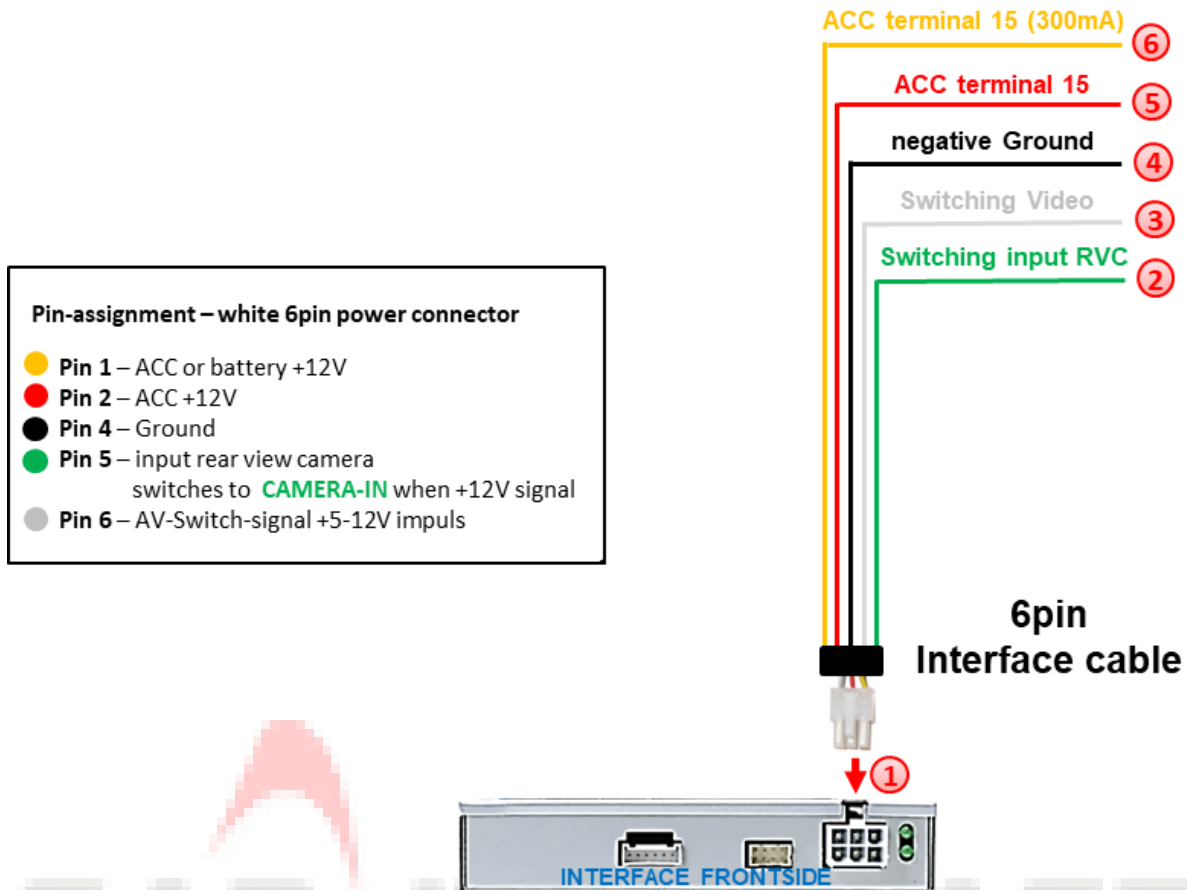 ACC terminal 15 (300mA)
6
ACC terminal 15
5
negative Ground
4
Switching Video
3
Switching input RVC
2
Pin-assignment – white 6pin power connector
Pin 1 – ACC or battery +12V
Pin 2 – ACC +12V
Pin 4 – Ground
Pin 5 – input rear view camera
switches to CAMERA-IN when +12V signal
Pin 6 – AV-Switch-signal +5-12V impuls
6pin
Interface cable
1
INTERFACE FRONTSIDE